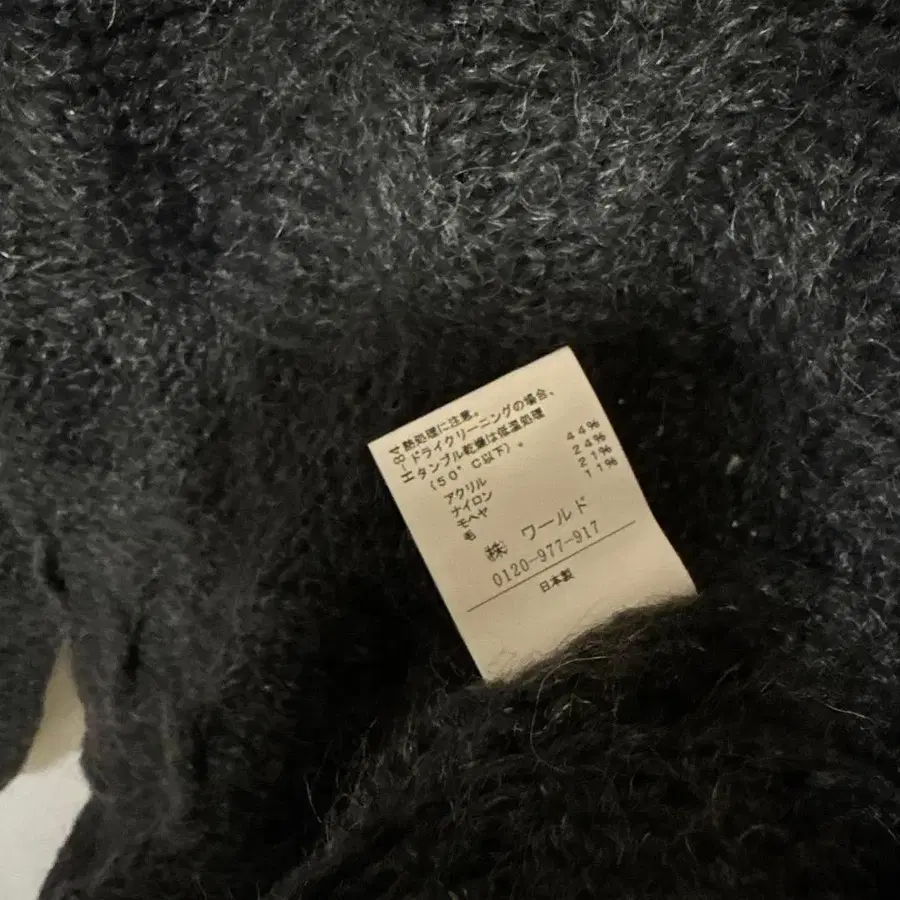 H-84
熱処理に注意。
ドライクリーニングの場合、
タンブル乾燥は低温処理
(50°C以下)。
アクリル 44%
ナイロン 24%
モヘヤ 21%
毛 11%
㈱ ワールド
0120-977-917
日本製